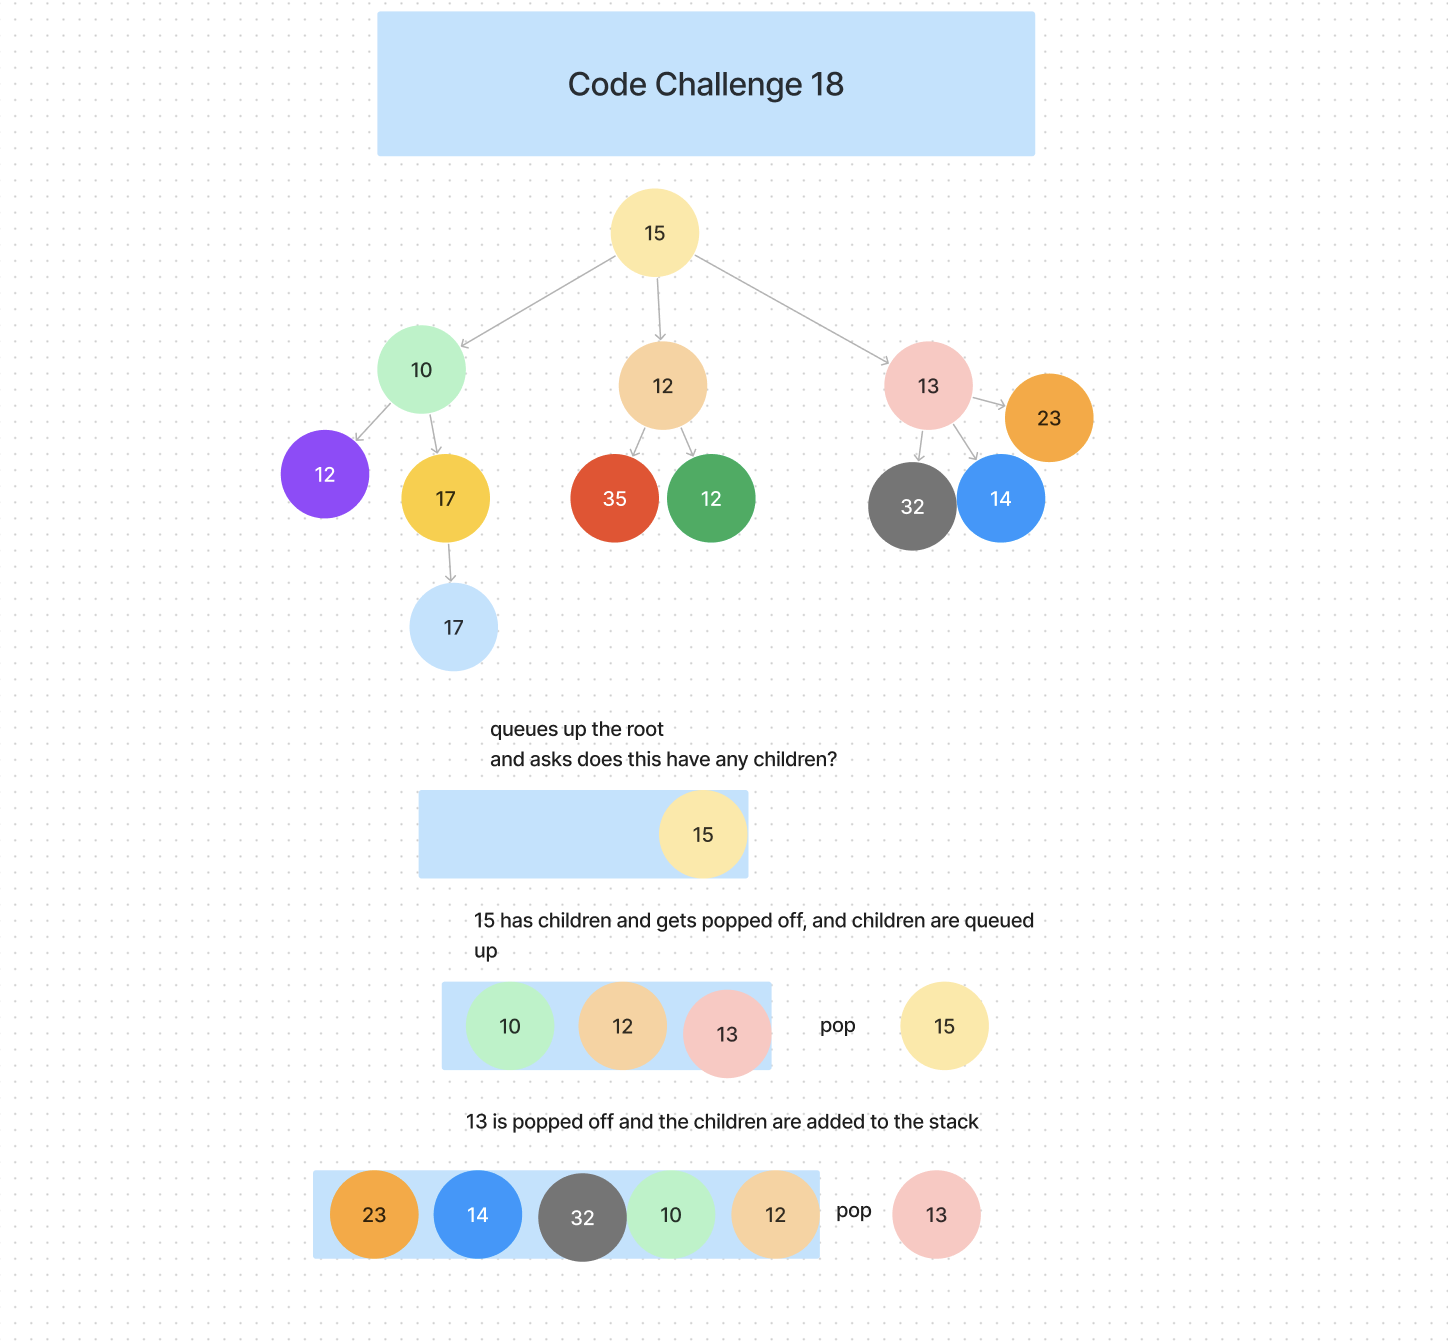 Code Challenge 18
15
10
12
13
23
12
17
35
12
32
14
17
queues up the root
and asks does this have any children?
15
15 has children and gets popped off, and children are queued
up
10 12 13 pop 15
13 is popped off and the children are added to the stack
23 14 32 10 12 pop 13